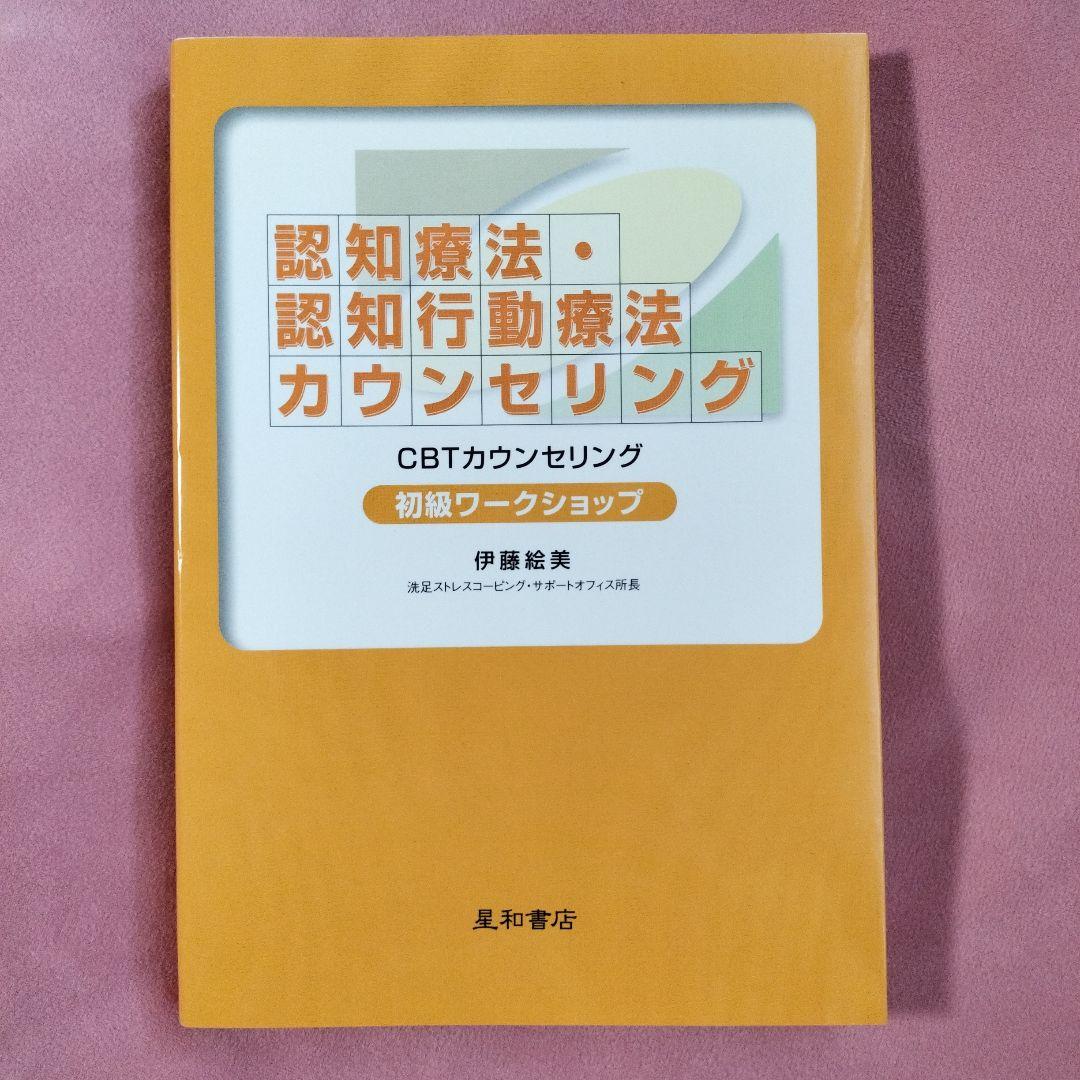 認知療法・
認知行動療法
カウンセリング
CBTカウンセリング
初級ワークショップ
伊藤絵美
洗足ストレスコーピング・サポートオフィス所長
星和書店